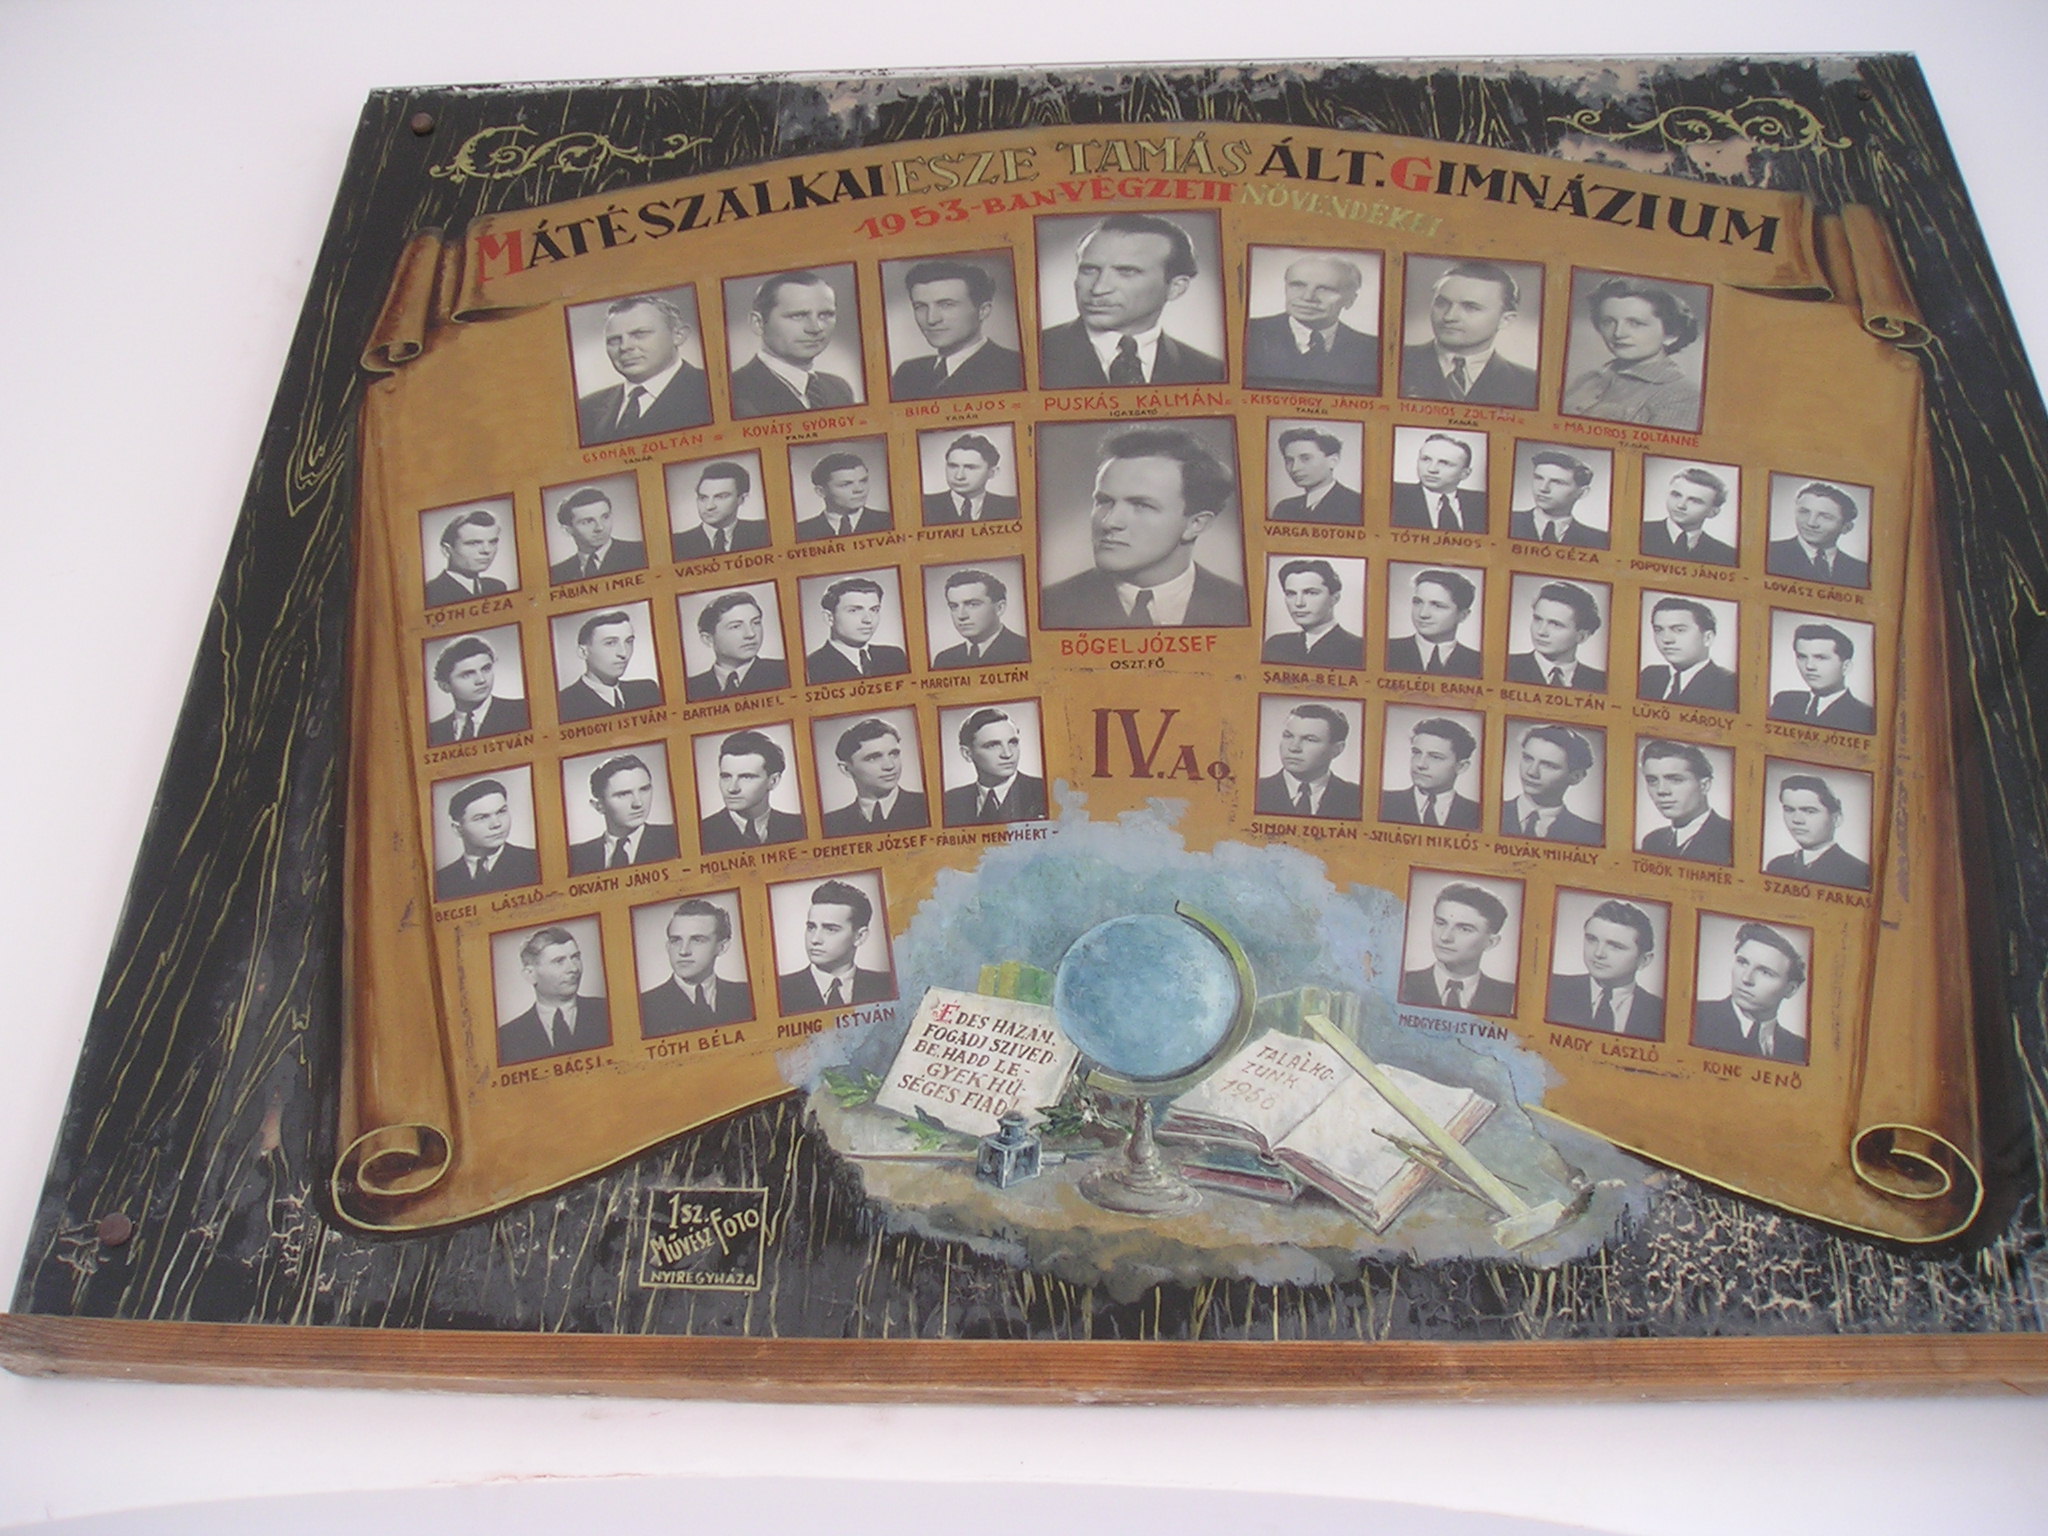 MÁTÉSZALKAI ESZE TAMÁS ÁLT. GIMNÁZIUM
1953-BAN VÉGZETT NÖVENDÉKEI
CSOHÁR ZOLTÁN =
TANÁR
KOVÁTS GYÖRGY =
TANÁR
BIRÓ LAJOS =
TANÁR
PUSKÁS KÁLMÁN =
IGAZGATÓ
KISGYÖRGY JÁNOS =
TANÁR
MAJOROS ZOLTÁN =
TANÁR
= MAJOROS ZOLTÁNNÉ
TANÁR
TÓTH GÉZA - FÁBIÁN IMRE - VASKÓ TÓDOR - GYEBNÁR ISTVÁN - FUTAKI LÁSZLÓ
VARGA BOTOND - TÓTH JÁNOS - BIRÓ GÉZA - POPOVICS JÁNOS - LOVÁSZ GÁBOR
BŐGEL JÓZSEF
OSZT. FŐ
SZAKÁCS ISTVÁN - SOMOGYI ISTVÁN - BARTHA DÁNIEL - SZÜCS JÓZSEF - MARGITAI ZOLTÁN
SARKA BÉLA - CZEGLÉDI BARNA - BELLA ZOLTÁN - LÜKŐ KÁROLY - SZLEPÁK JÓZSEF
IV. A o.
BECSEI LÁSZLÓ - OKVÁTH JÁNOS - MOLNÁR IMRE - DEMETER JÓZSEF - FÁBIÁN MENYHÉRT -
SIMON ZOLTÁN - SZILÁGYI MIKLÓS - POLYÁK MIHÁLY - TÖRÖK TIHAMÉR - SZABÓ FARKAS
"DEME - BÁCSI" TÓTH BÉLA PILING ISTVÁN
MEDGYESI ISTVÁN - NAGY LÁSZLÓ - KONC JENŐ
ÉDES HAZÁM,
FOGADJ SZIVED-
BE, HADD LE-
GYEK HŰ-
SÉGES FIAD!
TALÁLKO-
ZUNK
1958
1 SZ.
MŰVÉSZ FOTO
NYIREGYHÁZA